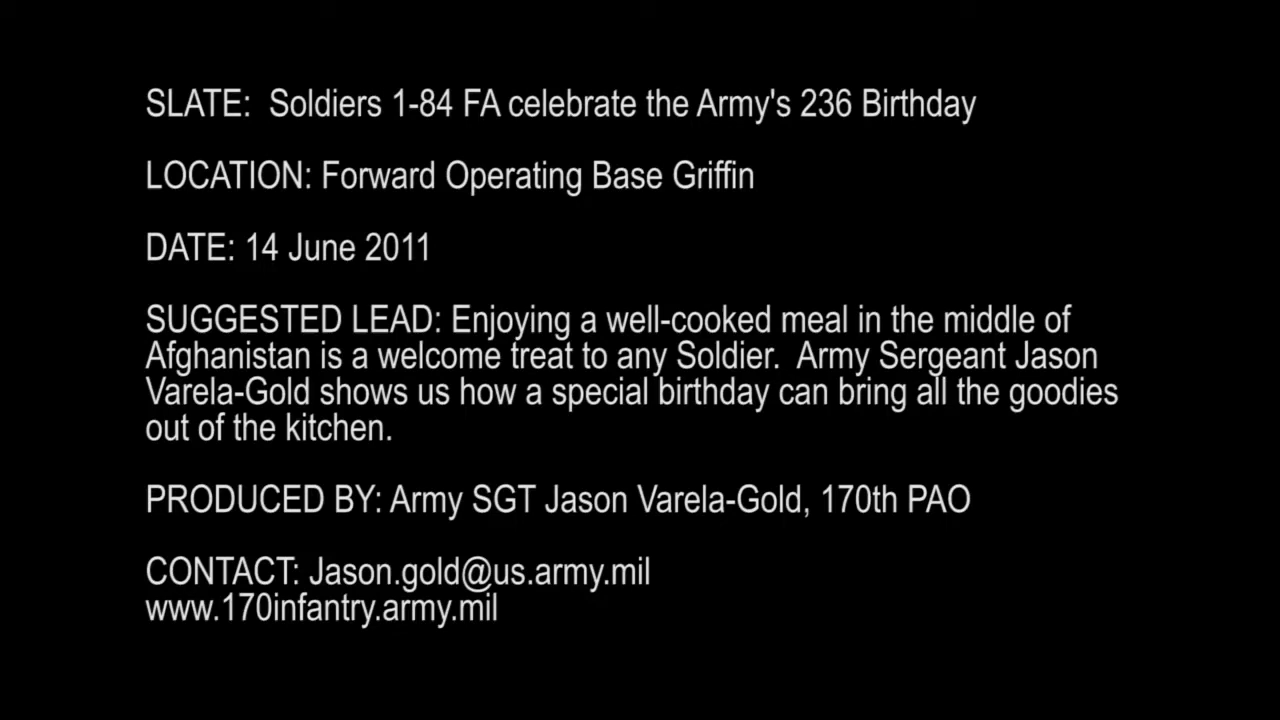 SLATE:  Soldiers 1-84 FA celebrate the Army's 236 Birthday
LOCATION: Forward Operating Base Griffin
DATE: 14 June 2011
SUGGESTED LEAD: Enjoying a well-cooked meal in the middle of
Afghanistan is a welcome treat to any Soldier.  Army Sergeant Jason
Varela-Gold shows us how a special birthday can bring all the goodies
out of the kitchen.
PRODUCED BY: Army SGT Jason Varela-Gold, 170th PAO
CONTACT: Jason.gold@us.army.mil
www.170infantry.army.mil